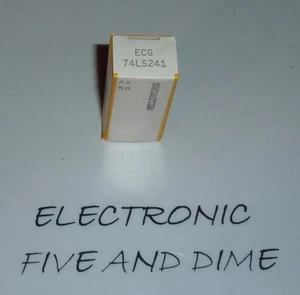 ECG
74LS241
ELECTRONIC
FIVE AND DIME